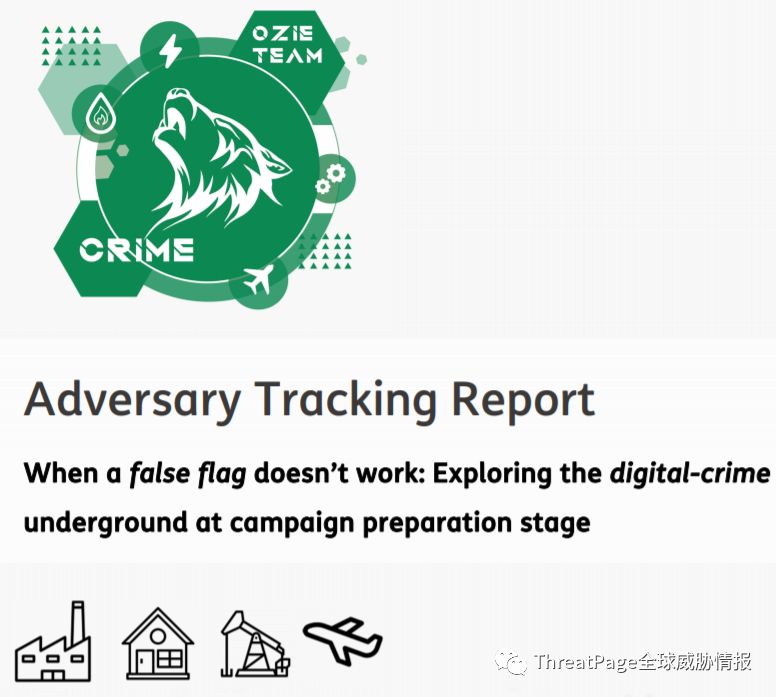 OZIE
TEAM
CRIME
Adversary Tracking Report
When a false flag doesn’t work: Exploring the digital-crime
underground at campaign preparation stage
ThreatPage全球威胁情报